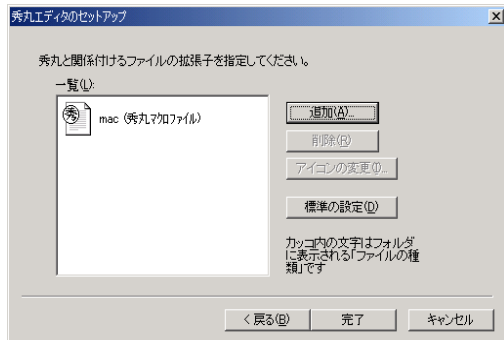 秀丸エディタのセットアップ
秀丸と関係付けるファイルの拡張子を指定してください。
一覧(L):
秀
mac (秀丸マクロファイル)
追加(A)...
削除(R)
アイコンの変更(I)...
標準の設定(D)
カッコ内の文字はフォルダ
に表示される「ファイルの種
類」です
< 戻る(B)
完了
キャンセル